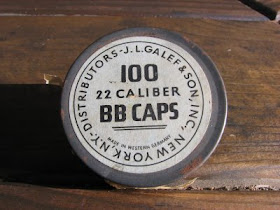 DISTRIBUTORS - J.L. GALEF & SON, INC, NEW YORK, N.Y. -
100
22 CALIBER
BB CAPS
MADE IN WESTERN GERMANY